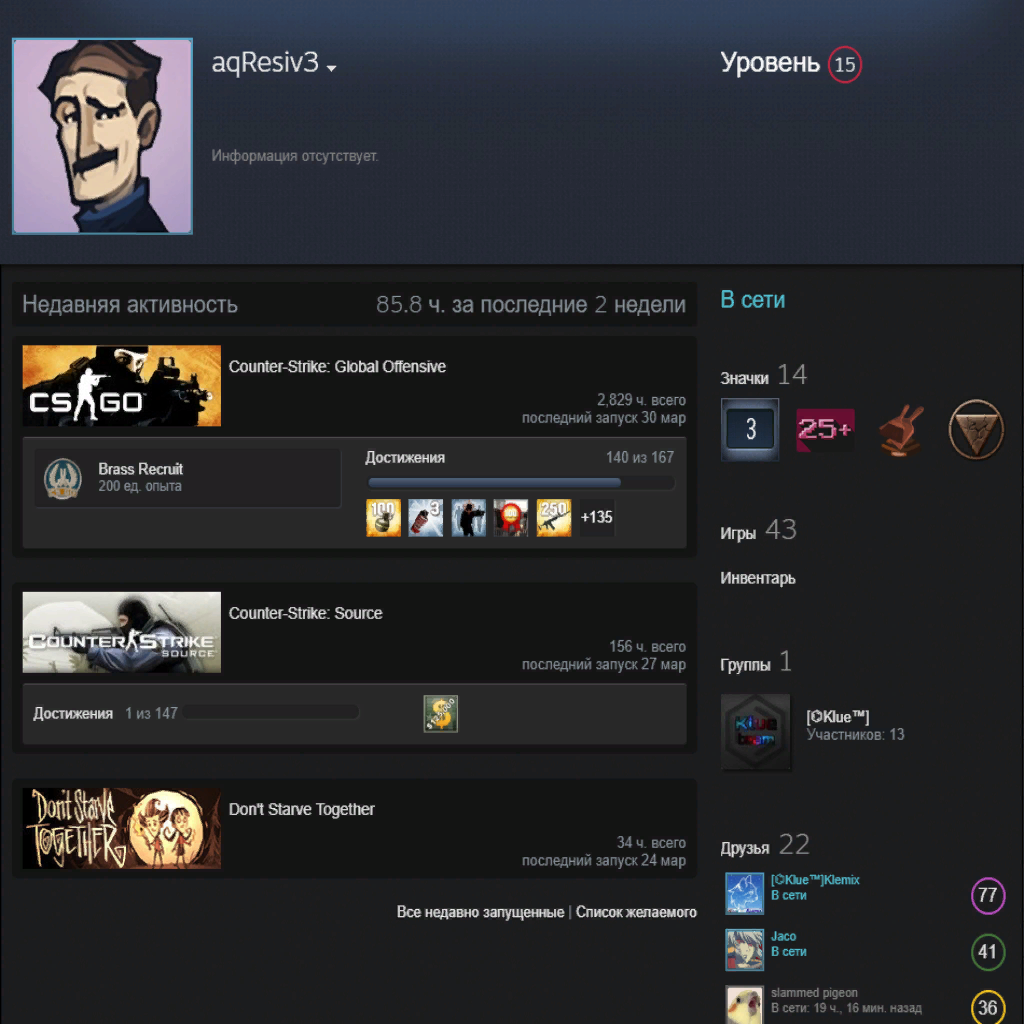 aqResiv3
Уровень 15
Информация отсутствует.
Недавняя активность 85.8 ч. за последние 2 недели
CS GO
Counter-Strike: Global Offensive
2,829 ч. всего
последний запуск 30 мар
Brass Recruit
200 ед. опыта
Достижения 140 из 167
100 3 100 250 +135
COUNTER STRIKE
SOURCE
Counter-Strike: Source
156 ч. всего
последний запуск 27 мар
Достижения 1 из 147
Don't Starve
TOGETHER
Don't Starve Together
34 ч. всего
последний запуск 24 мар
Все недавно запущенные | Список желаемого
В сети
Значки 14
3 25+
Игры 43
Инвентарь
Группы 1
Klue
team
[©Klue™]
Участников: 13
Друзья 22
[©Klue™]Klemix
В сети
77
Jaco
В сети
41
slammed pigeon
В сети: 19 ч., 16 мин. назад
36